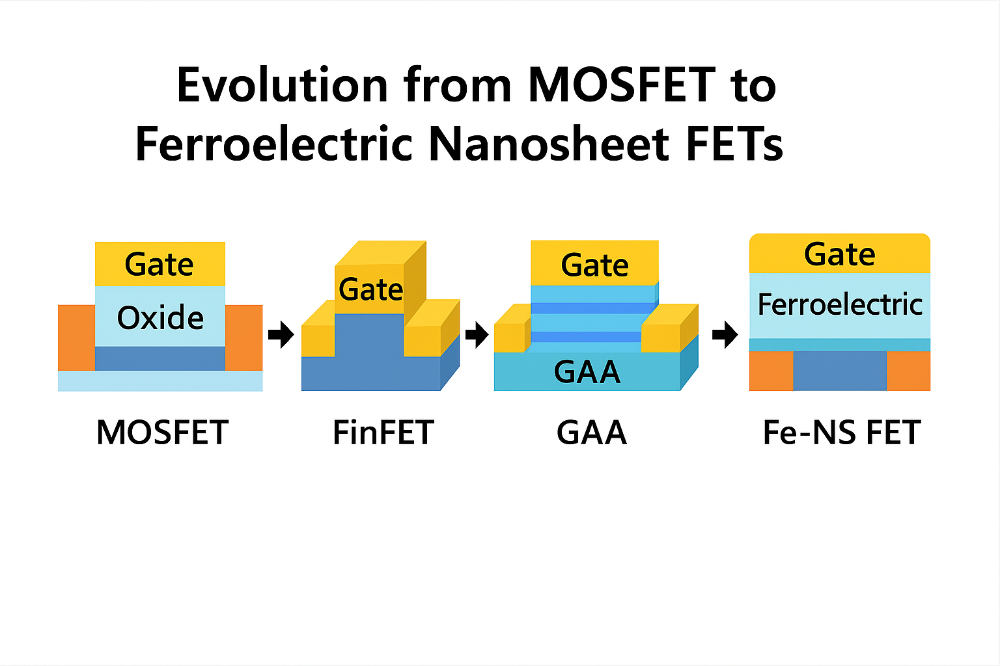 Evolution from MOSFET to
Ferroelectric Nanosheet FETs
Gate
Oxide
MOSFET
Gate
FinFET
Gate
GAA
GAA
Gate
Ferroelectric
Fe-NS FET